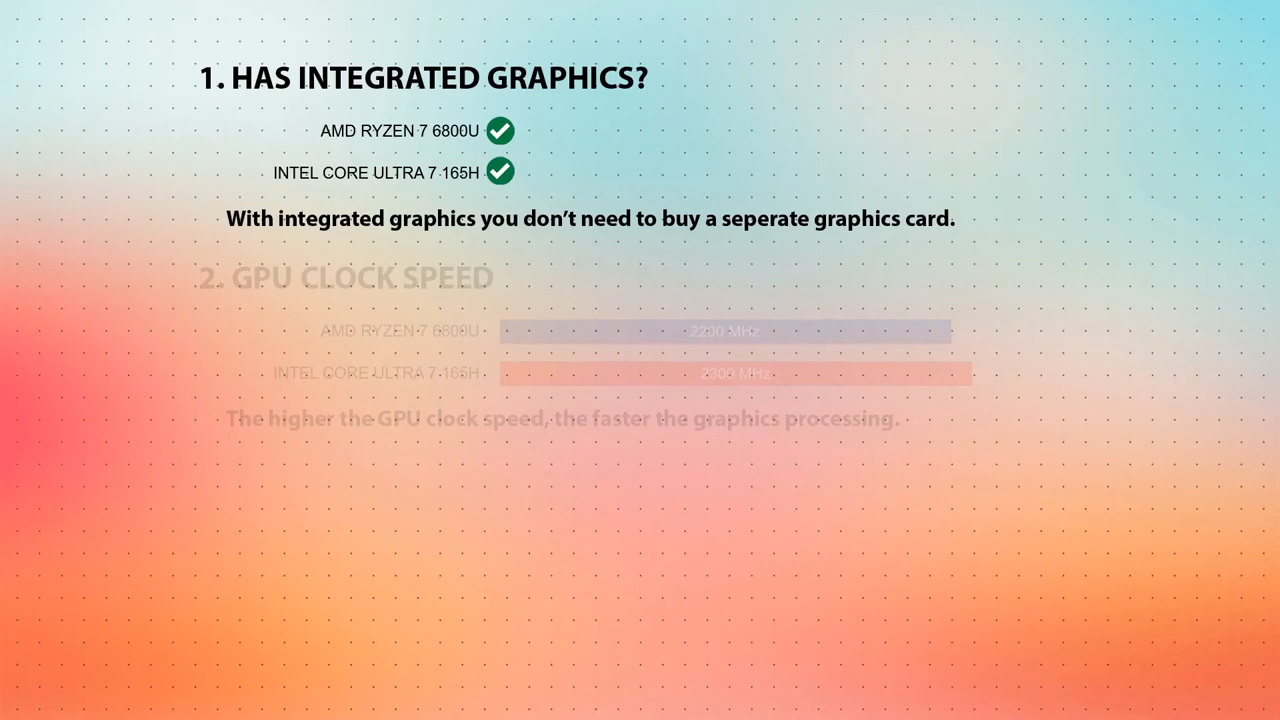 1. HAS INTEGRATED GRAPHICS?
AMD RYZEN 7 6800U
INTEL CORE ULTRA 7 165H
With integrated graphics you don’t need to buy a seperate graphics card.
2. GPU CLOCK SPEED
AMD RYZEN 7 6800U 2200 MHz
INTEL CORE ULTRA 7 165H 2300 MHz
The higher the GPU clock speed, the faster the graphics processing.